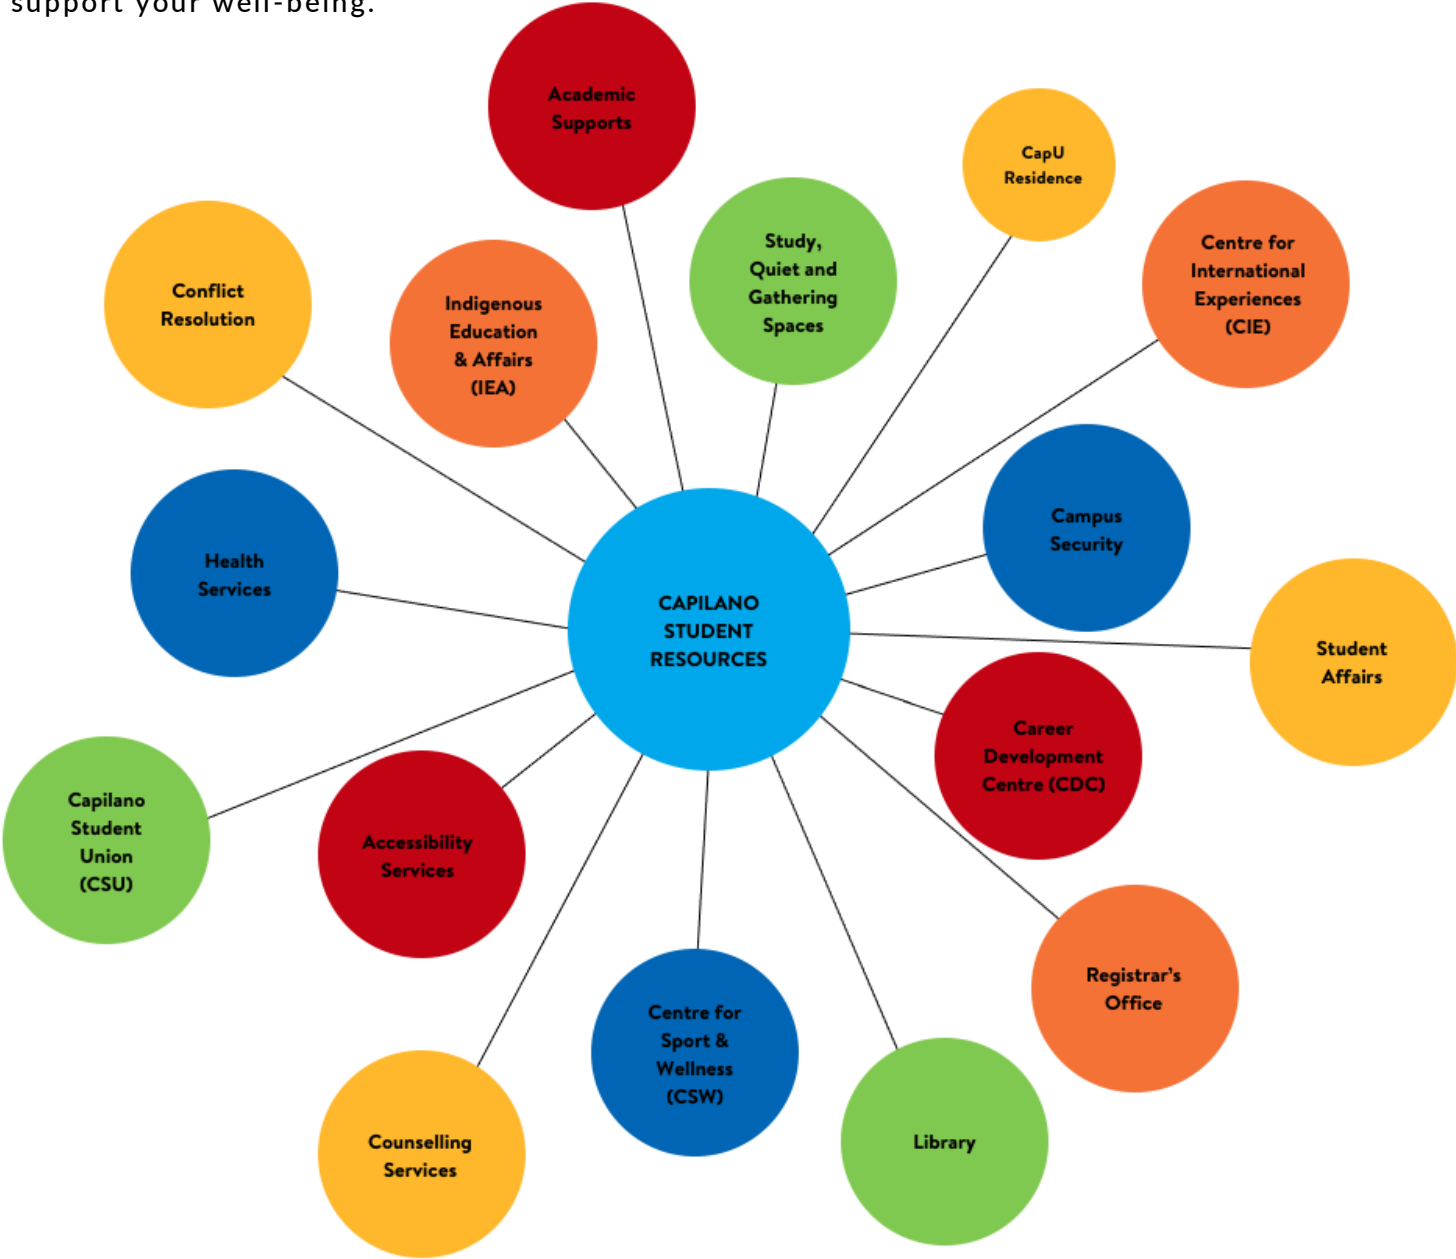 support your well-being.
Academic
Supports
CapU
Residence
Study,
Quiet and
Gathering
Spaces
Centre for
International
Experiences
(CIE)
Conflict
Resolution
Indigenous
Education
& Affairs
(IEA)
Campus
Security
Health
Services
CAPILANO
STUDENT
RESOURCES
Student
Affairs
Career
Development
Centre (CDC)
Capilano
Student
Union
(CSU)
Accessibility
Services
Registrar’s
Office
Centre for
Sport &
Wellness
(CSW)
Counselling
Services
Library